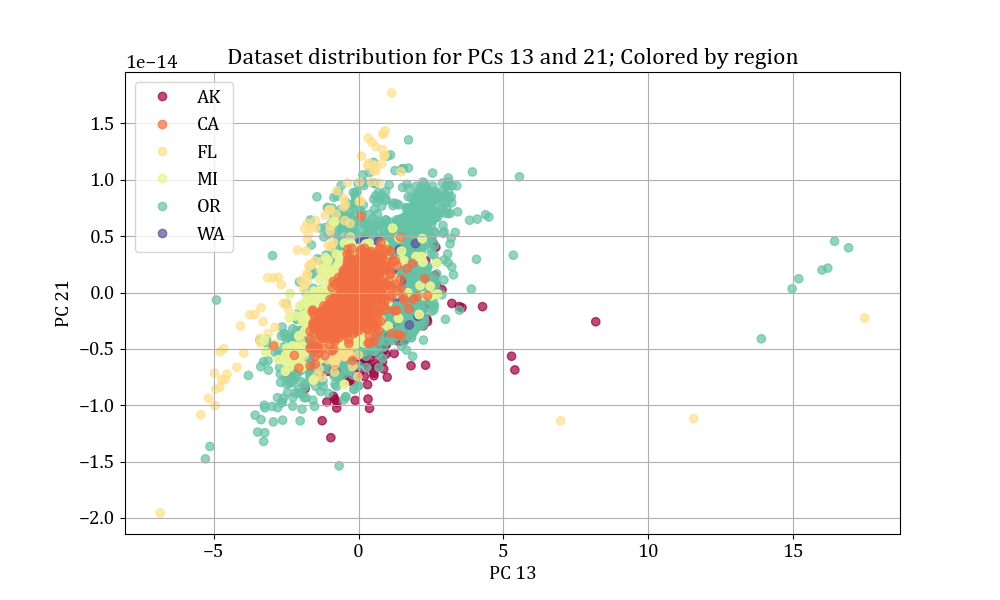 Dataset distribution for PCs 13 and 21; Colored by region
1e−14
AK
CA
FL
MI
OR
WA
1.5
1.0
0.5
0.0
−0.5
−1.0
−1.5
−2.0
PC 21
−5
0
5
10
15
PC 13